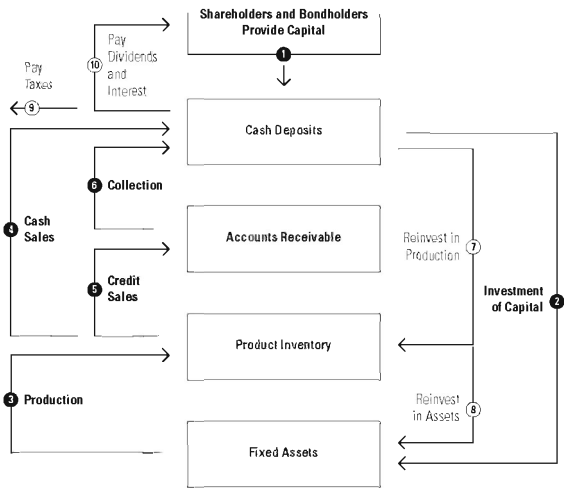 Shareholders and Bondholders
Provide Capital
1
Pay
Dividends
and
Interest
10
Pay
Taxes
9
Cash Deposits
6 Collection
4 Cash
Sales
Accounts Receivable
Reinvest in
Production
7
5 Credit
Sales
Investment
of Capital
2
Product Inventory
3 Production
Reinvest
in Assets
8
Fixed Assets